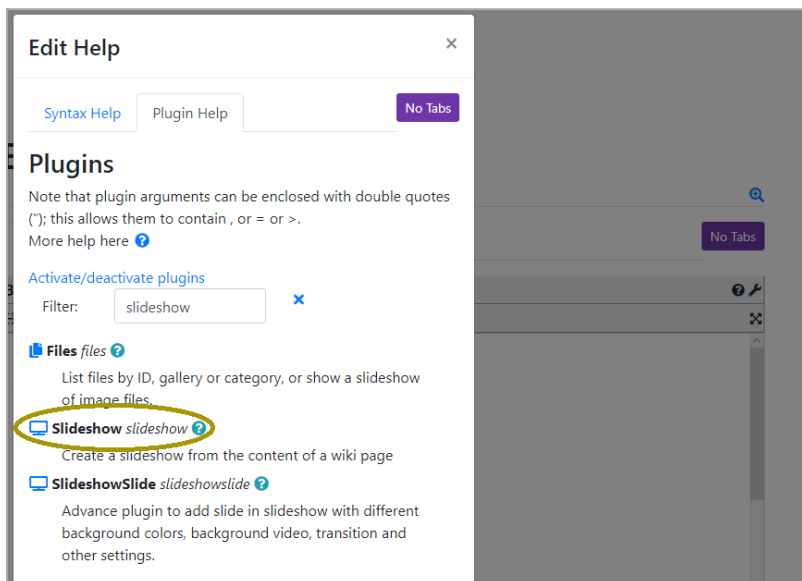 Edit Help ×
Syntax Help Plugin Help No Tabs
Plugins
Note that plugin arguments can be enclosed with double quotes
("); this allows them to contain , or = or >.
More help here ?
No Tabs
Activate/deactivate plugins
Filter: slideshow
Files files ?
List files by ID, gallery or category, or show a slideshow
of image files.
Slideshow slideshow ?
Create a slideshow from the content of a wiki page
SlideshowSlide slideshowslide ?
Advance plugin to add slide in slideshow with different
background colors, background video, transition and
other settings.